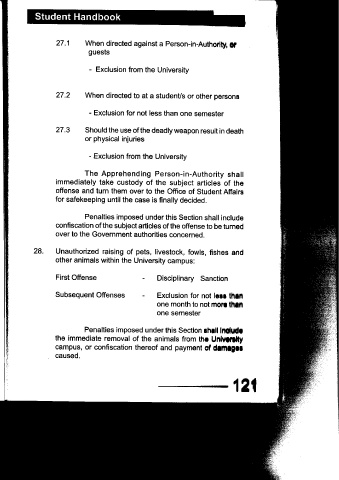 Student Handbook
27.1 When directed against a Person-in-Authority, or
guests
- Exclusion from the University
27.2 When directed to at a student/s or other persons
- Exclusion for not less than one semester
27.3 Should the use of the deadly weapon result in death
or physical injuries
- Exclusion from the University
The Apprehending Person-in-Authority shall
immediately take custody of the subject articles of the
offense and turn them over to the Office of Student Affairs
for safekeeping until the case is finally decided.
Penalties imposed under this Section shall include
confiscation of the subject articles of the offense to be turned
over to the Government authorities concerned.
28. Unauthorized raising of pets, livestock, fowls, fishes and
other animals within the University campus:
First Offense - Disciplinary Sanction
Subsequent Offenses - Exclusion for not less than
one month to not more than
one semester
Penalties imposed under this Section shall include
the immediate removal of the animals from the University
campus, or confiscation thereof and payment of damages
caused.
121